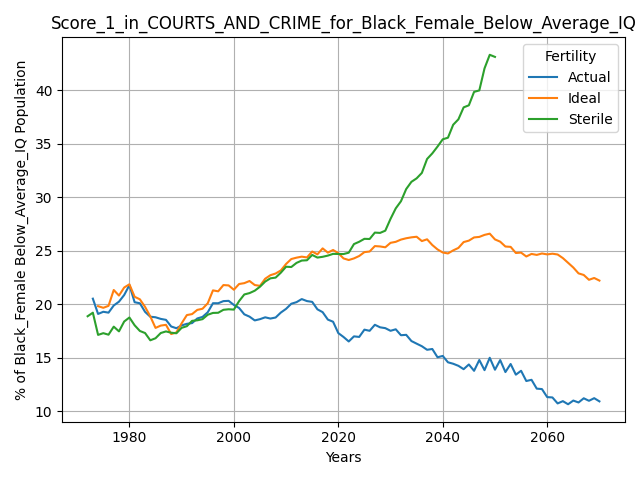 Score_1_in_COURTS_AND_CRIME_for_Black_Female_Below_Average_IQ
% of Black_Female Below_Average_IQ Population
40
35
30
25
20
15
10
Fertility
Actual
Ideal
Sterile
1980
2000
2020
2040
2060
Years